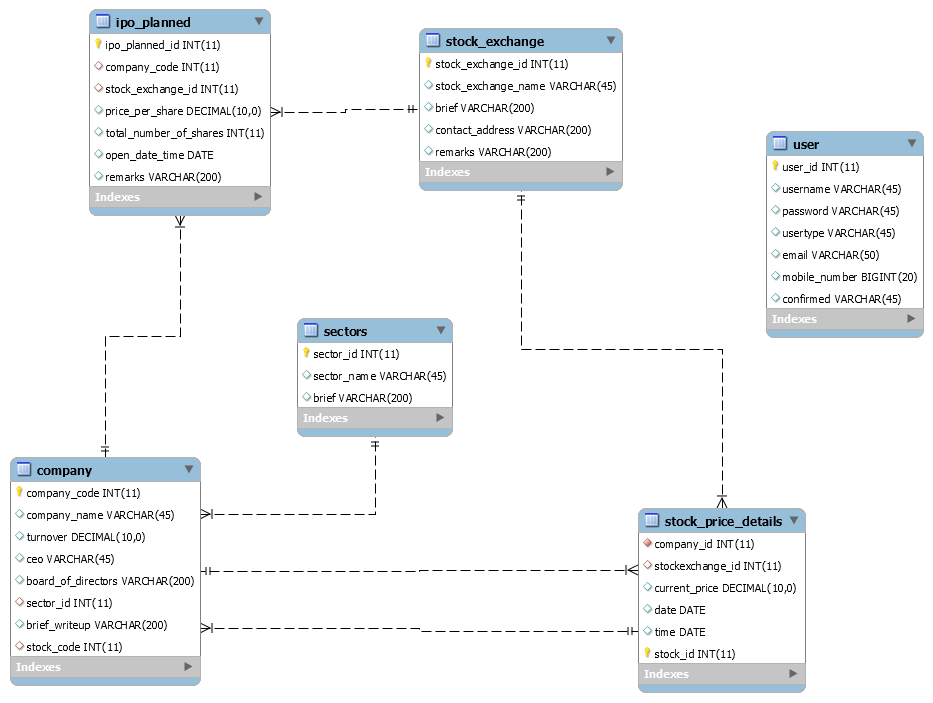 ipo_planned
ipo_planned_id INT(11)
company_code INT(11)
stock_exchange_id INT(11)
price_per_share DECIMAL(10,0)
total_number_of_shares INT(11)
open_date_time DATE
remarks VARCHAR(200)
Indexes
stock_exchange
stock_exchange_id INT(11)
stock_exchange_name VARCHAR(45)
brief VARCHAR(200)
contact_address VARCHAR(200)
remarks VARCHAR(200)
Indexes
user
user_id INT(11)
username VARCHAR(45)
password VARCHAR(45)
usertype VARCHAR(45)
email VARCHAR(50)
mobile_number BIGINT(20)
confirmed VARCHAR(45)
Indexes
sectors
sector_id INT(11)
sector_name VARCHAR(45)
brief VARCHAR(200)
Indexes
company
company_code INT(11)
company_name VARCHAR(45)
turnover DECIMAL(10,0)
ceo VARCHAR(45)
board_of_directors VARCHAR(200)
sector_id INT(11)
brief_writeup VARCHAR(200)
stock_code INT(11)
Indexes
stock_price_details
company_id INT(11)
stockexchange_id INT(11)
current_price DECIMAL(10,0)
date DATE
time DATE
stock_id INT(11)
Indexes